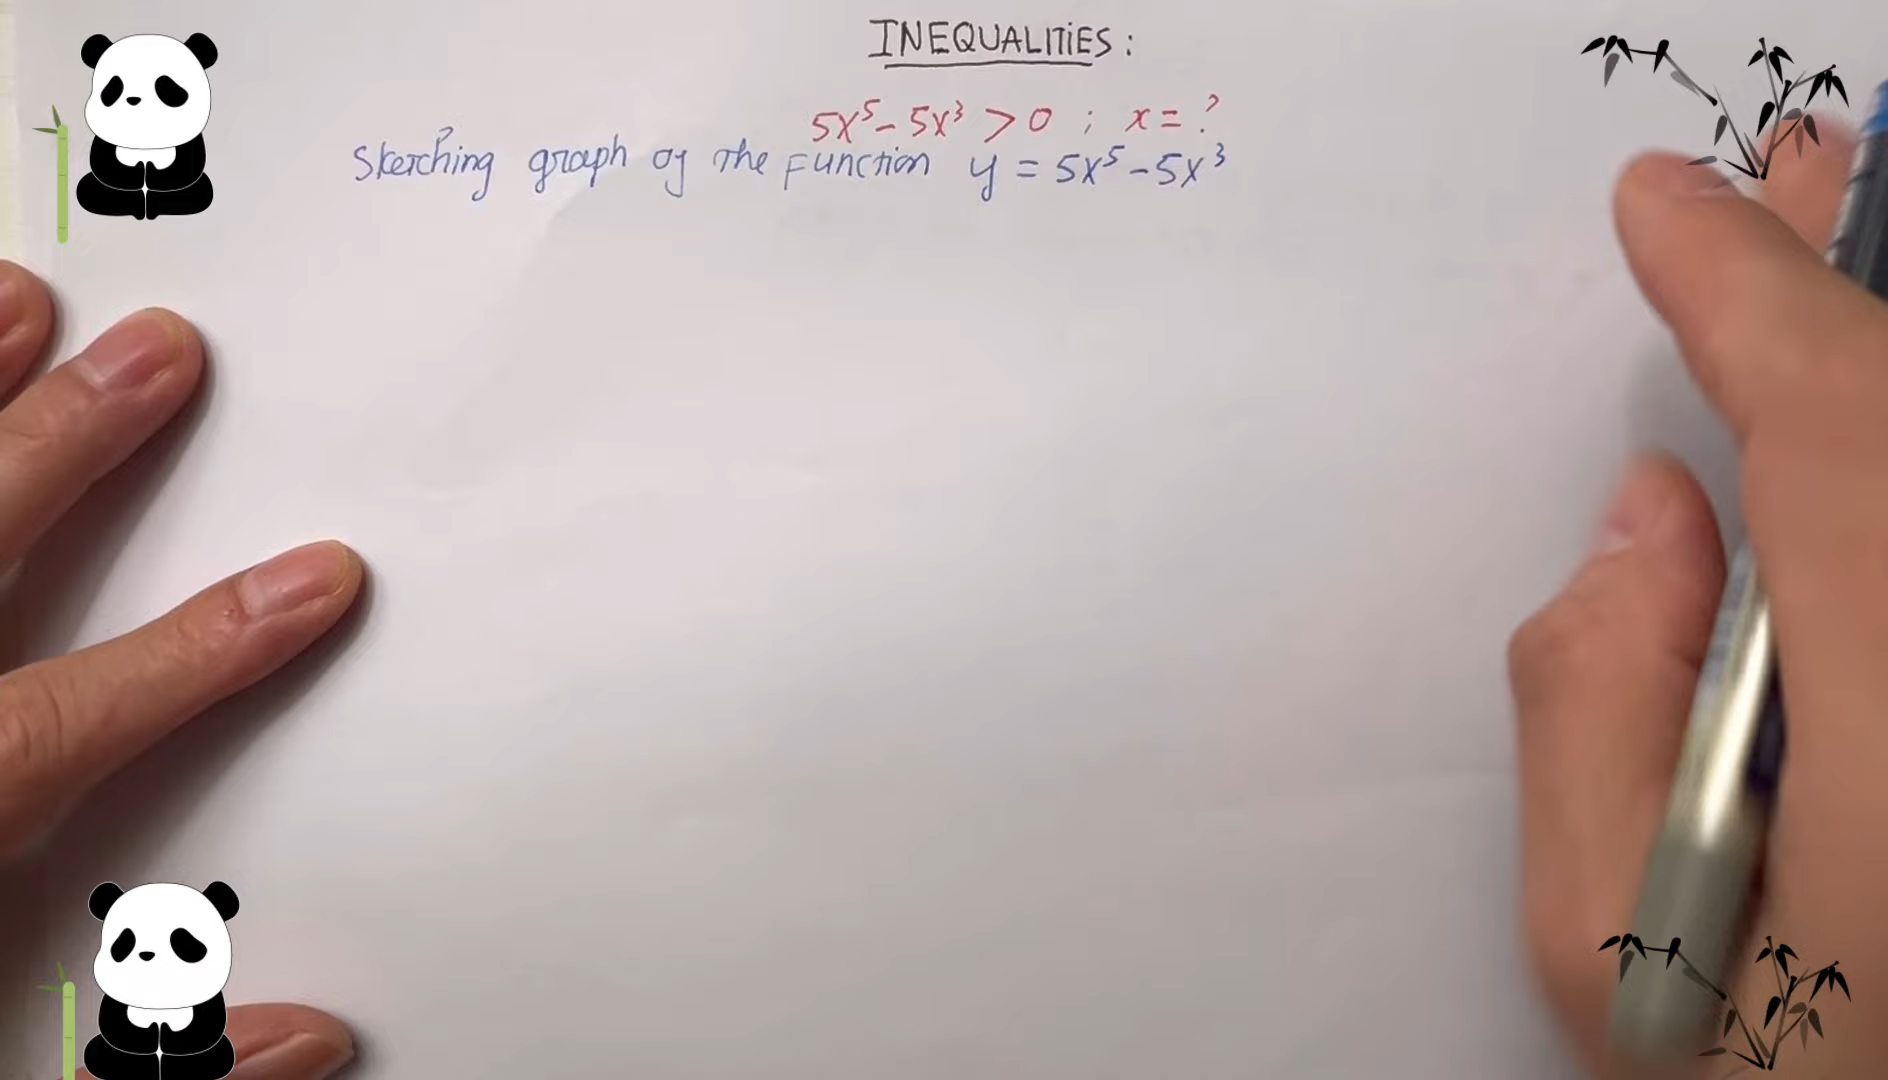 INEQUALITIES:
5x⁵ - 5x³ > 0 ; x = ?
Sketching graph of the Function y = 5x⁵ - 5x³